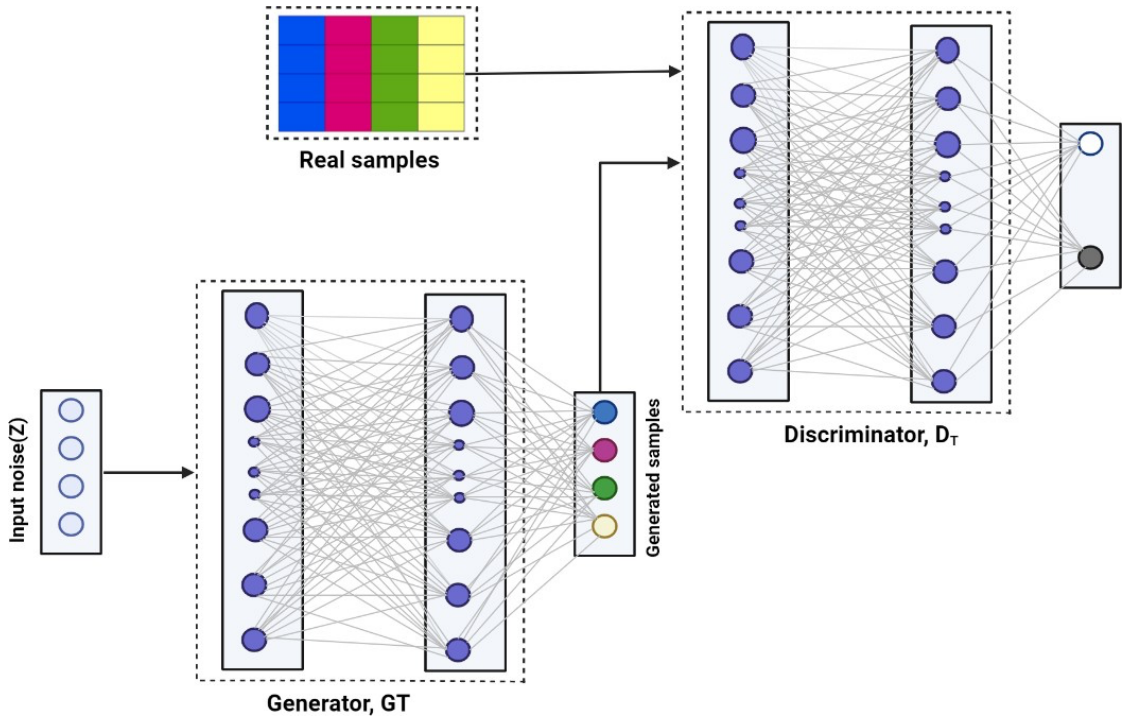 Real samples
Discriminator, D_T
Input noise(Z)
Generated samples
Generator, GT